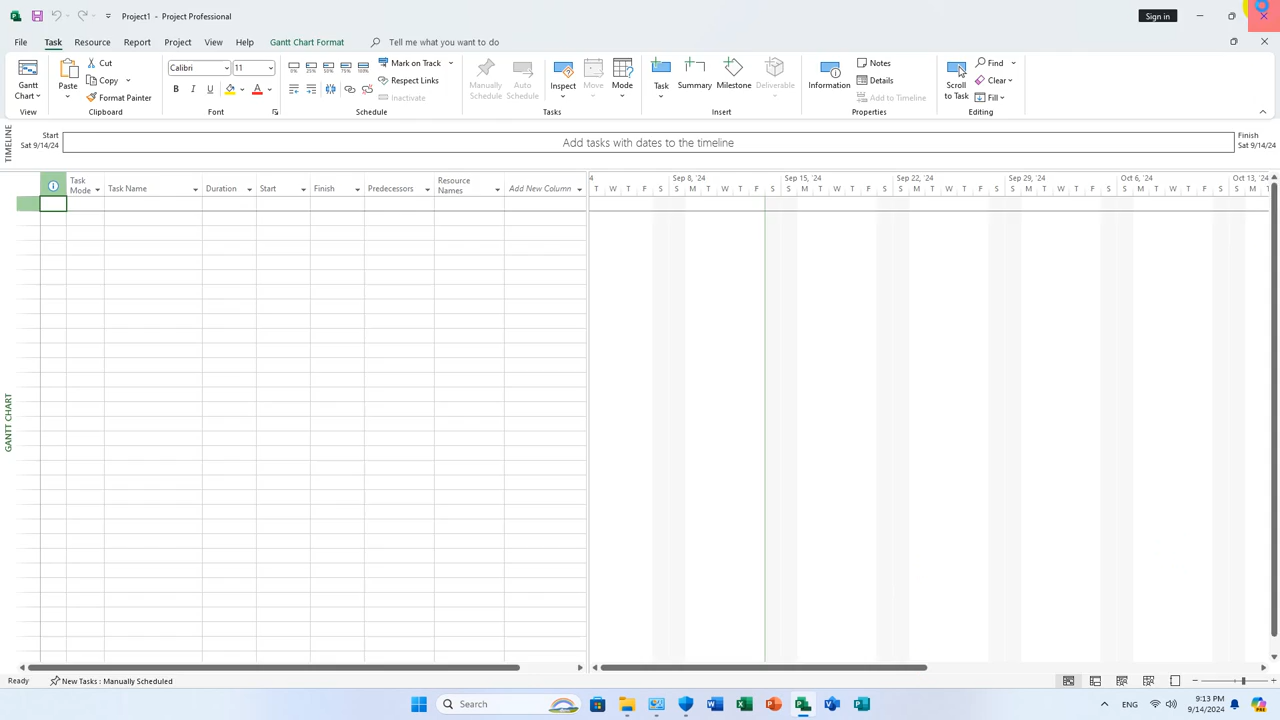 Project1 - Project Professional
Sign in
File Task Resource Report Project View Help Gantt Chart Format Tell me what you want to do
Gantt Chart
View
Paste
Cut
Copy
Format Painter
Clipboard
Calibri 11
B I U A
Font
0% 25% 50% 75% 100%
Mark on Track
Respect Links
Inactivate
Schedule
Manually Schedule
Auto Schedule
Inspect
Move
Mode
Tasks
Task
Summary
Milestone
Deliverable
Insert
Information
Notes
Details
Add to Timeline
Properties
Scroll to Task
Find
Clear
Fill
Editing
TIMELINE
Start
Sat 9/14/24
Add tasks with dates to the timeline
Finish
Sat 9/14/24
Task Mode
Task Name
Duration
Start
Finish
Predecessors
Resource Names
Add New Column
4 Sep 8, '24 Sep 15, '24 Sep 22, '24 Sep 29, '24 Oct 6, '24 Oct 13, '24
T W T F S S M T W T F S S M T W T F S S M T W T F S S M T W T F S S M T W T F S S M T
GANTT CHART
Ready New Tasks : Manually Scheduled
Search
ENG
9:13 PM
9/14/2024